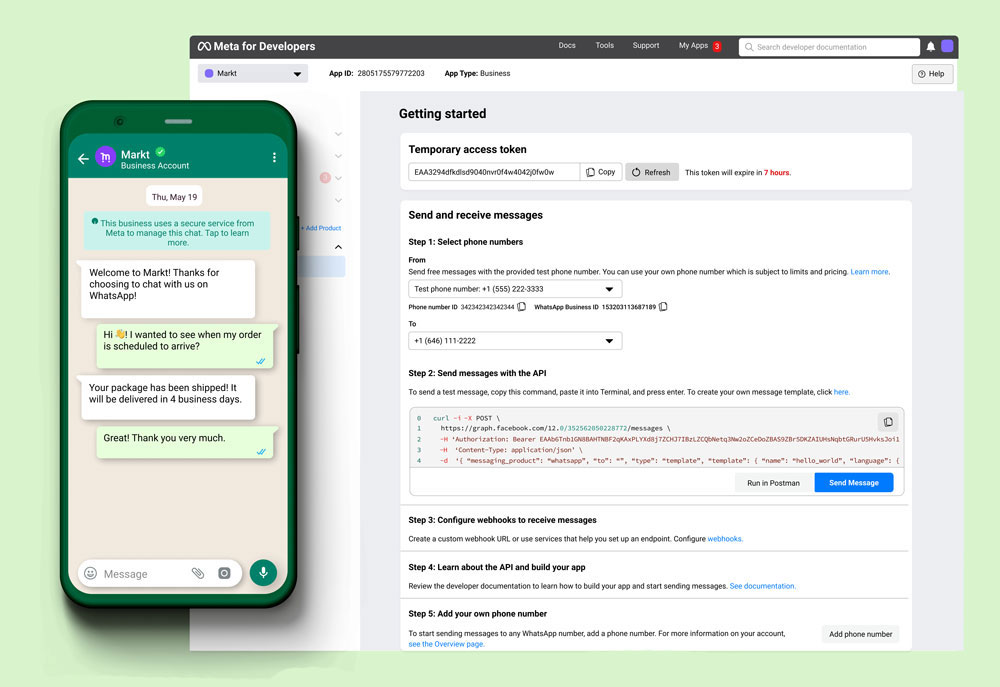 Meta for Developers
Docs
Tools
Support
My Apps
3
Search developer documentation
Markt
App ID: 2805175579772203
App Type: Business
Help
+ Add Product
Markt
Business Account
Thu, May 19
This business uses a secure service from
Meta to manage this chat. Tap to learn
more.
Welcome to Markt! Thanks for
choosing to chat with us on
WhatsApp!
Hi 👋! I wanted to see when my order
is scheduled to arrive?
Your package has been shipped! It
will be delivered in 4 business days.
Great! Thank you very much.
Message
Getting started
Temporary access token
EAA3294dfkdlsd9040nvr0f4w4042j0fw0w
Copy
Refresh
This token will expire in 7 hours.
Send and receive messages
Step 1: Select phone numbers
From
Send free messages with the provided test phone number. You can use your own phone number which is subject to limits and pricing. Learn more.
Test phone number: +1 (555) 222-3333
Phone number ID 342342342342344
WhatsApp Business ID 153203113687189
To
+1 (646) 111-2222
Step 2: Send messages with the API
To send a test message, copy this command, paste it into Terminal, and press enter. To create your own message template, click here.
0 curl -i -X POST \
1 https://graph.facebook.com/12.0/352562850228772/messages \
2 -H 'Authorization: Bearer
3 -H 'Content-Type: application/json' \
4 -d '{ "messaging_product": "whatsapp", "to": "", "type": "template", "template": { "name": "hello_world", "language": {
Run in Postman
Send Message
Step 3: Configure webhooks to receive messages
Create a custom webhook URL or use services that help you set up an endpoint. Configure webhooks.
Step 4: Learn about the API and build your app
Review the developer documentation to learn how to build your app and start sending messages. See documentation.
Step 5: Add your own phone number
To start sending messages to any WhatsApp number, add a phone number. For more information on your account,
see the Overview page.
Add phone number